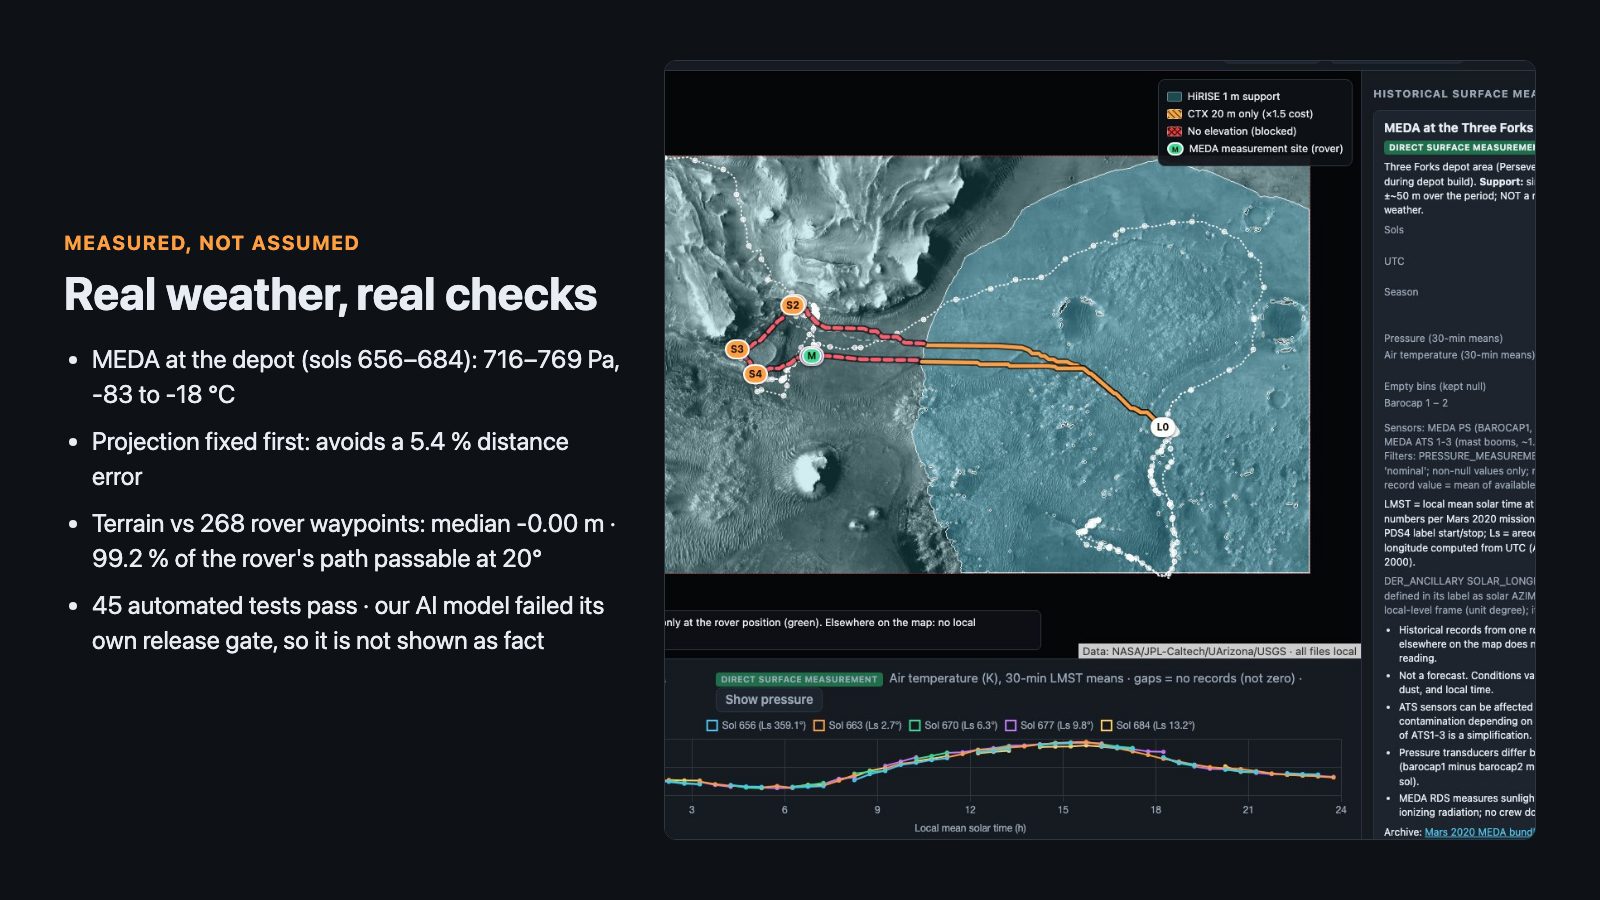 MEASURED, NOT ASSUMED
Real weather, real checks
• MEDA at the depot (sols 656–684): 716–769 Pa,
-83 to -18 °C
• Projection fixed first: avoids a 5.4 % distance
error
• Terrain vs 268 rover waypoints: median -0.00 m ·
99.2 % of the rover's path passable at 20°
• 45 automated tests pass · our AI model failed its
own release gate, so it is not shown as fact
HiRISE 1 m support
CTX 20 m only (×1.5 cost)
No elevation (blocked)
M MEDA measurement site (rover)
S2
S3
M
S4
L0
only at the rover position (green). Elsewhere on the map: no local
Data: NASA/JPL-Caltech/UArizona/USGS · all files local
DIRECT SURFACE MEASUREMENT Air temperature (K), 30-min LMST means · gaps = no records (not zero) ·
Show pressure
Sol 656 (Ls 359.1°) Sol 663 (Ls 2.7°) Sol 670 (Ls 6.3°) Sol 677 (Ls 9.8°) Sol 684 (Ls 13.2°)
3 6 9 12 15 18 21 24
Local mean solar time (h)
HISTORICAL SURFACE MEA
MEDA at the Three Forks
DIRECT SURFACE MEASUREMEN
Three Forks depot area (Perseve
during depot build). Support: si
±~50 m over the period; NOT a r
weather.
Sols
UTC
Season
Pressure (30-min means)
Air temperature (30-min means)
Empty bins (kept null)
Barocap 1 – 2
Sensors: MEDA PS (BAROCAP1,
MEDA ATS 1-3 (mast booms, ~1.
Filters: PRESSURE_MEASUREME
'nominal'; non-null values only; r
record value = mean of available
LMST = local mean solar time at
numbers per Mars 2020 mission
PDS4 label start/stop; Ls = areoc
longitude computed from UTC (A
2000).
DER_ANCILLARY SOLAR_LONGI
defined in its label as solar AZIM
local-level frame (unit degree); i
• Historical records from one ro
elsewhere on the map does n
reading.
• Not a forecast. Conditions va
dust, and local time.
• ATS sensors can be affected
contamination depending on
of ATS1-3 is a simplification.
• Pressure transducers differ b
(barocap1 minus barocap2 m
sol).
• MEDA RDS measures sunligh
ionizing radiation; no crew do
Archive: Mars 2020 MEDA bundl